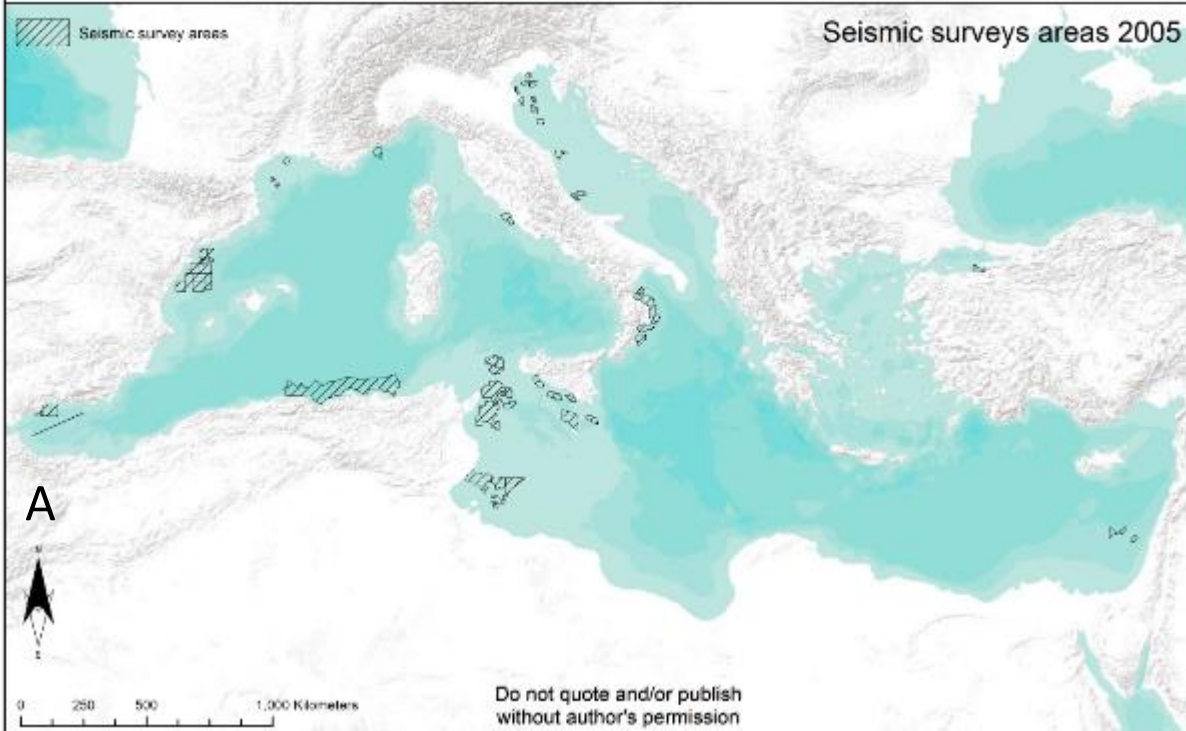 Seismic survey areas
Seismic surveys areas 2005
A
N
S
0 250 500 1,000 Kilometers
Do not quote and/or publish
without author's permission